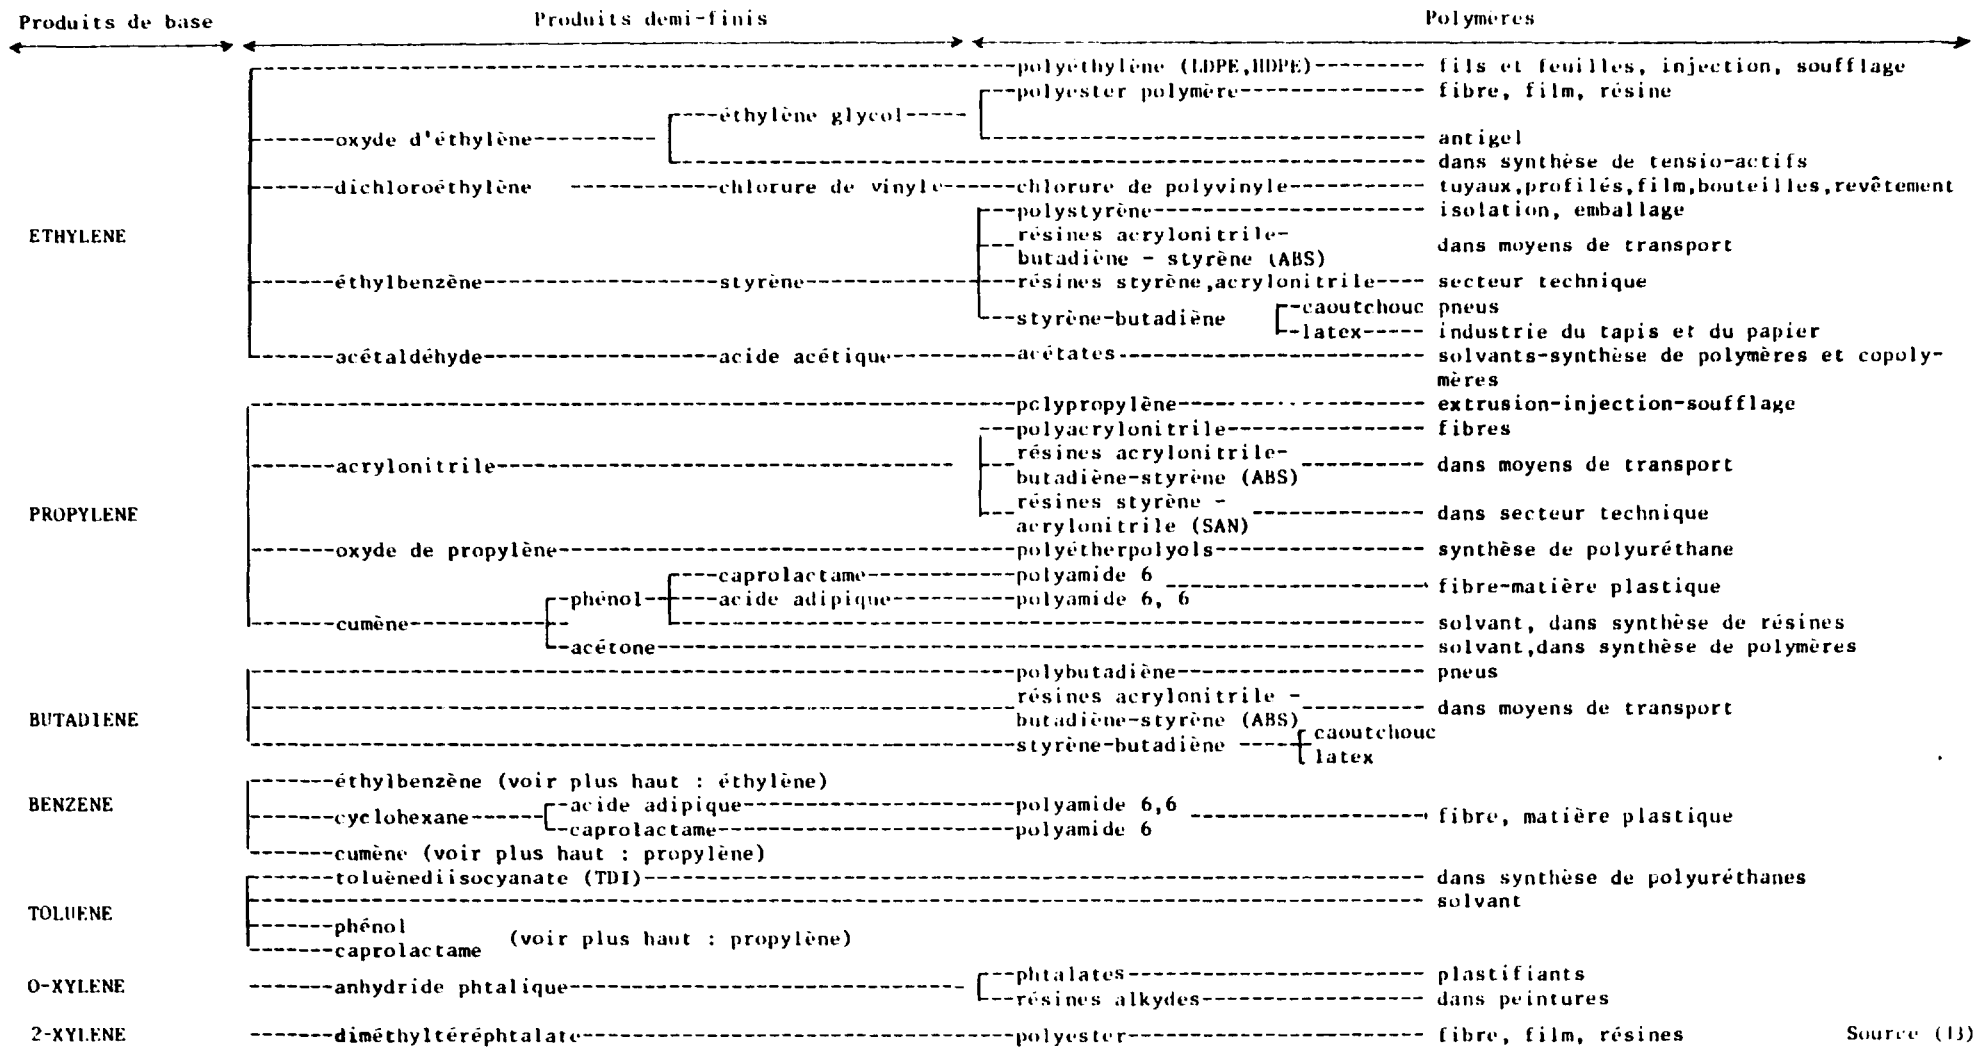 Produits de base Produits demi-finis Polymères
polyéthylène (LDPE,HDPE) fils et feuilles, injection, soufflage
polyester polymère fibre, film, résine
éthylène glycol
oxyde d'éthylène antigel
dans synthèse de tensio-actifs
dichloroéthylène chlorure de vinyle chlorure de polyvinyle tuyaux,profilés,film,bouteilles,revêtement
polystyrène isolation, emballage
ETHYLENE résines acrylonitrile-
butadiène - styrène (ABS) dans moyens de transport
éthylbenzène styrène résines styrène,acrylonitrile secteur technique
styrène-butadiène caoutchouc pneus
latex industrie du tapis et du papier
acétaldéhyde acide acétique acétates solvants-synthèse de polymères et copoly-
mères
polypropylène extrusion-injection-soufflage
polyacrylonitrile fibres
acrylonitrile résines acrylonitrile-
butadiène-styrène (ABS) dans moyens de transport
PROPYLENE résines styrène -
acrylonitrile (SAN) dans secteur technique
oxyde de propylène polyétherpolyols synthèse de polyuréthane
caprolactame polyamide 6
phénol acide adipique polyamide 6, 6 fibre-matière plastique
cumène solvant, dans synthèse de résines
acétone solvant,dans synthèse de polymères
polybutadiène pneus
BUTADIENE résines acrylonitrile -
butadiène-styrène (ABS) dans moyens de transport
styrène-butadiène caoutchouc
latex
éthylbenzène (voir plus haut : éthylène)
BENZENE acide adipique polyamide 6,6
cyclohexane fibre, matière plastique
caprolactame polyamide 6
cumène (voir plus haut : propylène)
toluènediisocyanate (TDI) dans synthèse de polyuréthanes
TOLUENE solvant
phénol
caprolactame (voir plus haut : propylène)
O-XYLENE anhydride phtalique phtalates plastifiants
résines alkydes dans peintures
2-XYLENE diméthyltéréphtalate polyester fibre, film, résines Source (13)